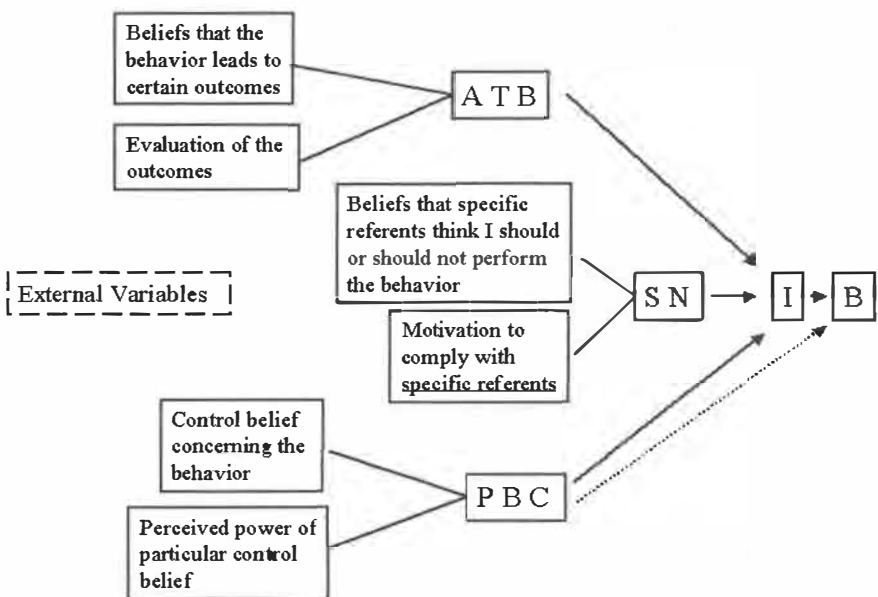 Beliefs that the
behavior leads to
certain outcomes
A T B
Evaluation of the
outcomes
Beliefs that specific
referents think I should
or should not perform
the behavior
External Variables
S N
I
B
Motivation to
comply with
specific referents
Control belief
concerning the
behavior
P B C
Perceived power of
particular control
belief